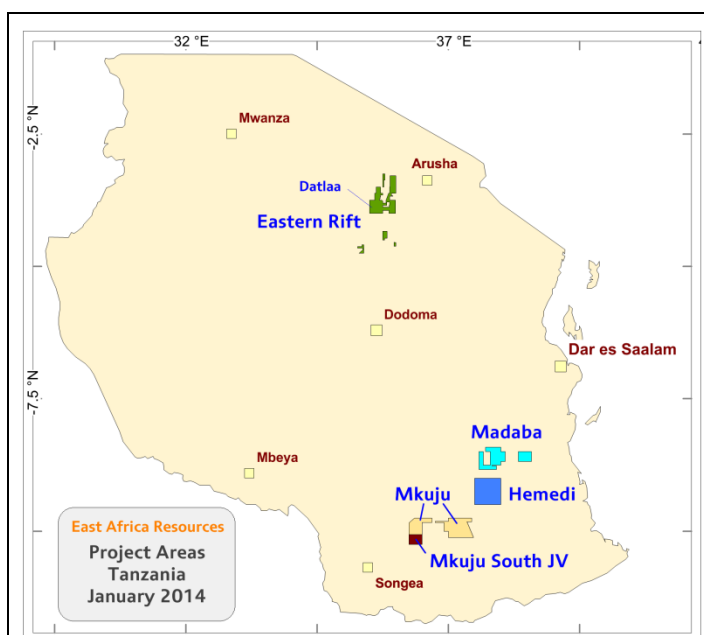 32 °E
37 °E
-2.5 °N
Mwanza
Arusha
Datlaa
Eastern Rift
Dodoma
Dar es Saalam
-7.5 °N
Madaba
Mbeya
Mkuju
Hemedi
East Africa Resources
Project Areas
Tanzania
January 2014
Mkuju South JV
Songea